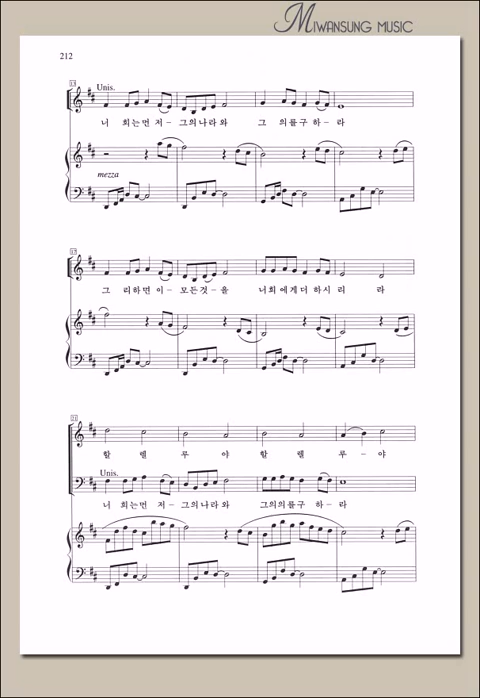 MIWANSUNG MUSIC
212
13
Unis.
너 희는먼 저-그의나라와 그 의를구 하-라
mezza
17
그 리하면 이-모든것-을 너희에게더하시리 라
21
할 렐 루 야 할 렐 루-야
Unis.
너 희는먼 저-그의나라와 그의의를구 하-라